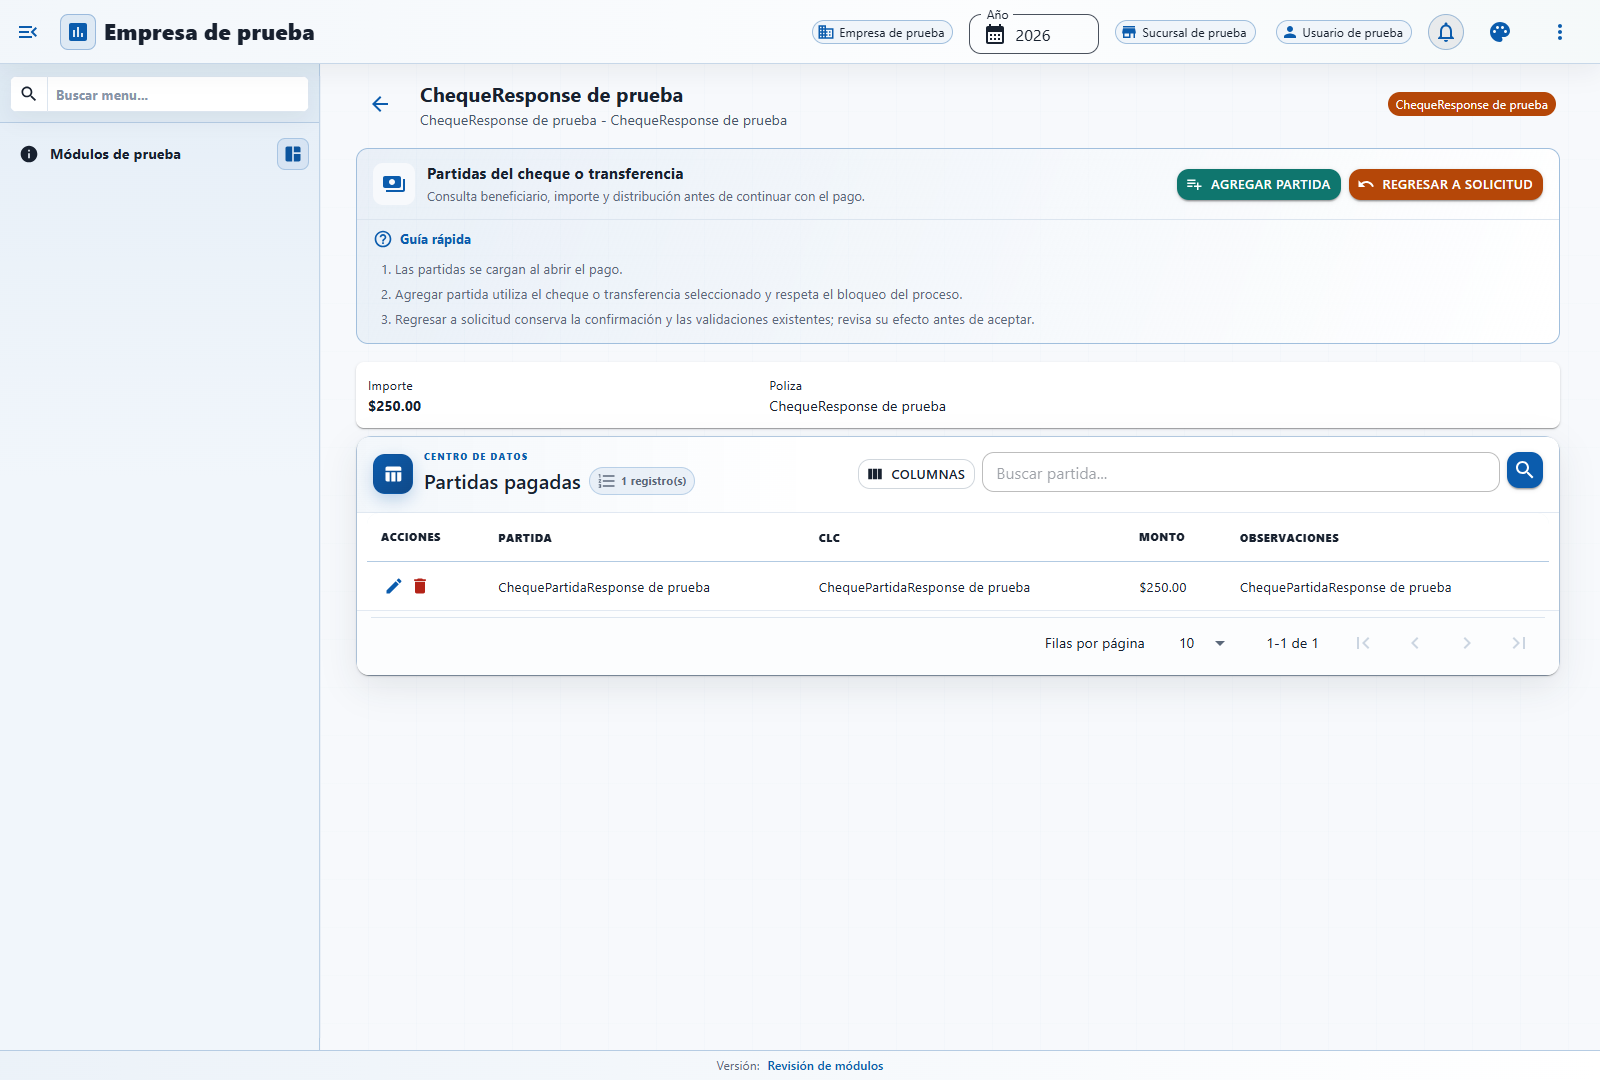 Empresa de prueba
Empresa de prueba
Año
2026
Sucursal de prueba
Usuario de prueba
Buscar menu...
Módulos de prueba
ChequeResponse de prueba
ChequeResponse de prueba - ChequeResponse de prueba
ChequeResponse de prueba
Partidas del cheque o transferencia
Consulta beneficiario, importe y distribución antes de continuar con el pago.
AGREGAR PARTIDA
REGRESAR A SOLICITUD
Guía rápida
1. Las partidas se cargan al abrir el pago.
2. Agregar partida utiliza el cheque o transferencia seleccionado y respeta el bloqueo del proceso.
3. Regresar a solicitud conserva la confirmación y las validaciones existentes; revisa su efecto antes de aceptar.
Importe
$250.00
Poliza
ChequeResponse de prueba
CENTRO DE DATOS
Partidas pagadas
1 registro(s)
COLUMNAS
Buscar partida...
ACCIONES PARTIDA CLC MONTO OBSERVACIONES
ChequePartidaResponse de prueba ChequePartidaResponse de prueba $250.00 ChequePartidaResponse de prueba
Filas por página 10 1-1 de 1
Versión: Revisión de módulos